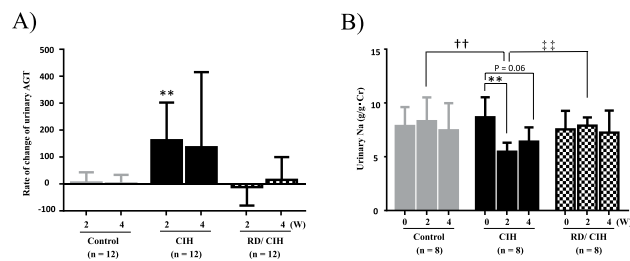 A)
Rate of change of urinary AGT
500
400
300
200
100
0
-100
**
2 4 2 4 2 4 (W)
Control CIH RD/ CIH
(n = 12) (n = 12) (n = 12)
B)
Urinary Na (g/g•Cr)
15
10
5
0
†† ‡‡
P = 0.06
**
0 2 4 0 2 4 0 2 4 (W)
Control CIH RD/ CIH
(n = 8) (n = 8) (n = 8)